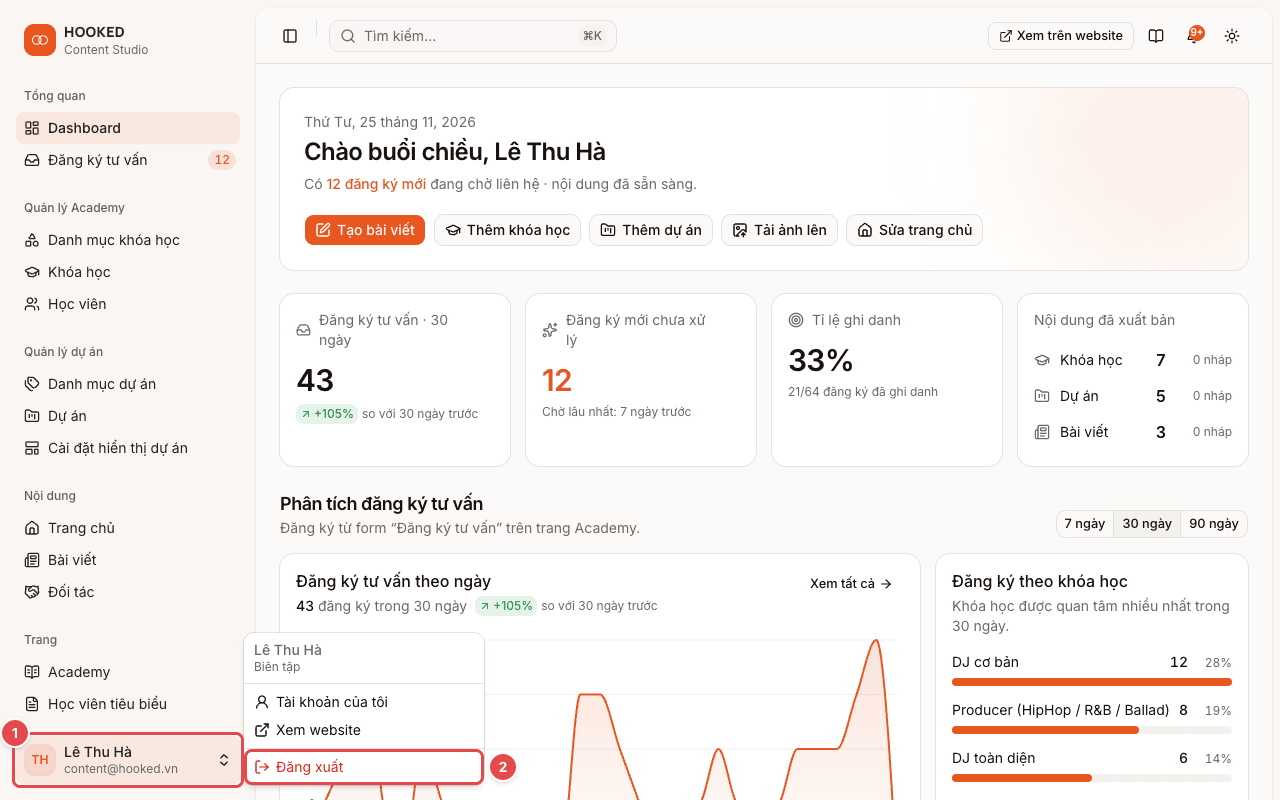 HOOKED
Content Studio
Tổng quan
Dashboard
Đăng ký tư vấn 12
Quản lý Academy
Danh mục khóa học
Khóa học
Học viên
Quản lý dự án
Danh mục dự án
Dự án
Cài đặt hiển thị dự án
Nội dung
Trang chủ
Bài viết
Đối tác
Trang
Academy
Học viên tiêu biểu
1
TH
Lê Thu Hà
content@hooked.vn
Tìm kiếm... ⌘K
Xem trên website
9+
Thứ Tư, 25 tháng 11, 2026
Chào buổi chiều, Lê Thu Hà
Có 12 đăng ký mới đang chờ liên hệ · nội dung đã sẵn sàng.
Tạo bài viết
Thêm khóa học
Thêm dự án
Tải ảnh lên
Sửa trang chủ
Đăng ký tư vấn · 30
ngày
43
+105% so với 30 ngày trước
Đăng ký mới chưa xử
lý
12
Chờ lâu nhất: 7 ngày trước
Tỉ lệ ghi danh
33%
21/64 đăng ký đã ghi danh
Nội dung đã xuất bản
Khóa học 7 0 nháp
Dự án 5 0 nháp
Bài viết 3 0 nháp
Phân tích đăng ký tư vấn
Đăng ký từ form “Đăng ký tư vấn” trên trang Academy.
7 ngày 30 ngày 90 ngày
Đăng ký tư vấn theo ngày
43 đăng ký trong 30 ngày +105% so với 30 ngày trước
Xem tất cả
Đăng ký theo khóa học
Khóa học được quan tâm nhiều nhất trong
30 ngày.
DJ cơ bản 12 28%
Producer (HipHop / R&B / Ballad) 8 19%
DJ toàn diện 6 14%
Lê Thu Hà
Biên tập
Tài khoản của tôi
Xem website
Đăng xuất
2